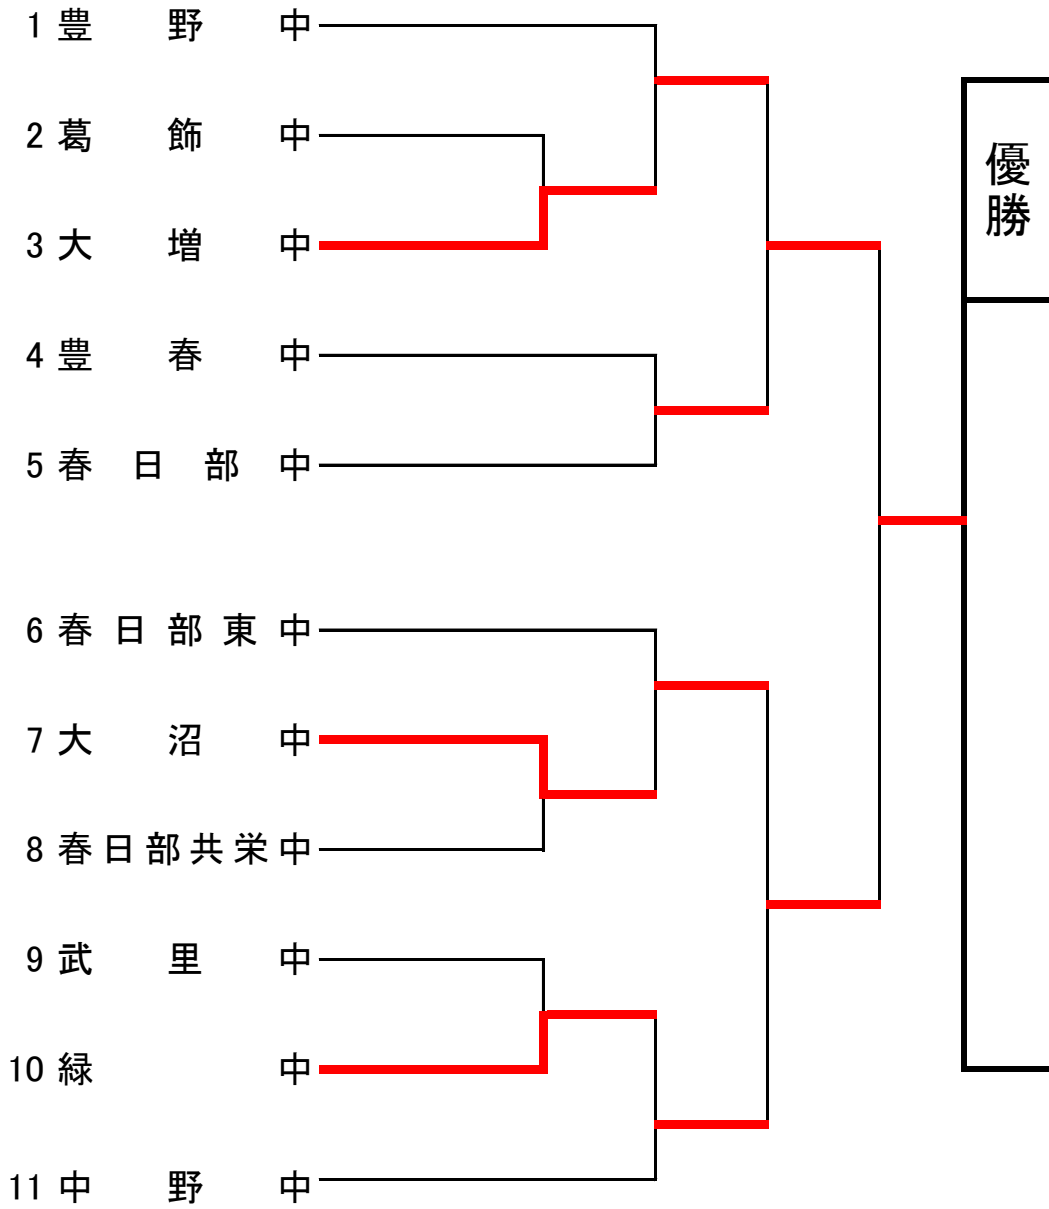 1 豊野中
2 葛飾中
3 大増中
4 豊春中
5 春日部中
6 春日部東中
7 大沼中
8 春日部共栄中
9 武里中
10 緑中
11 中野中
優勝